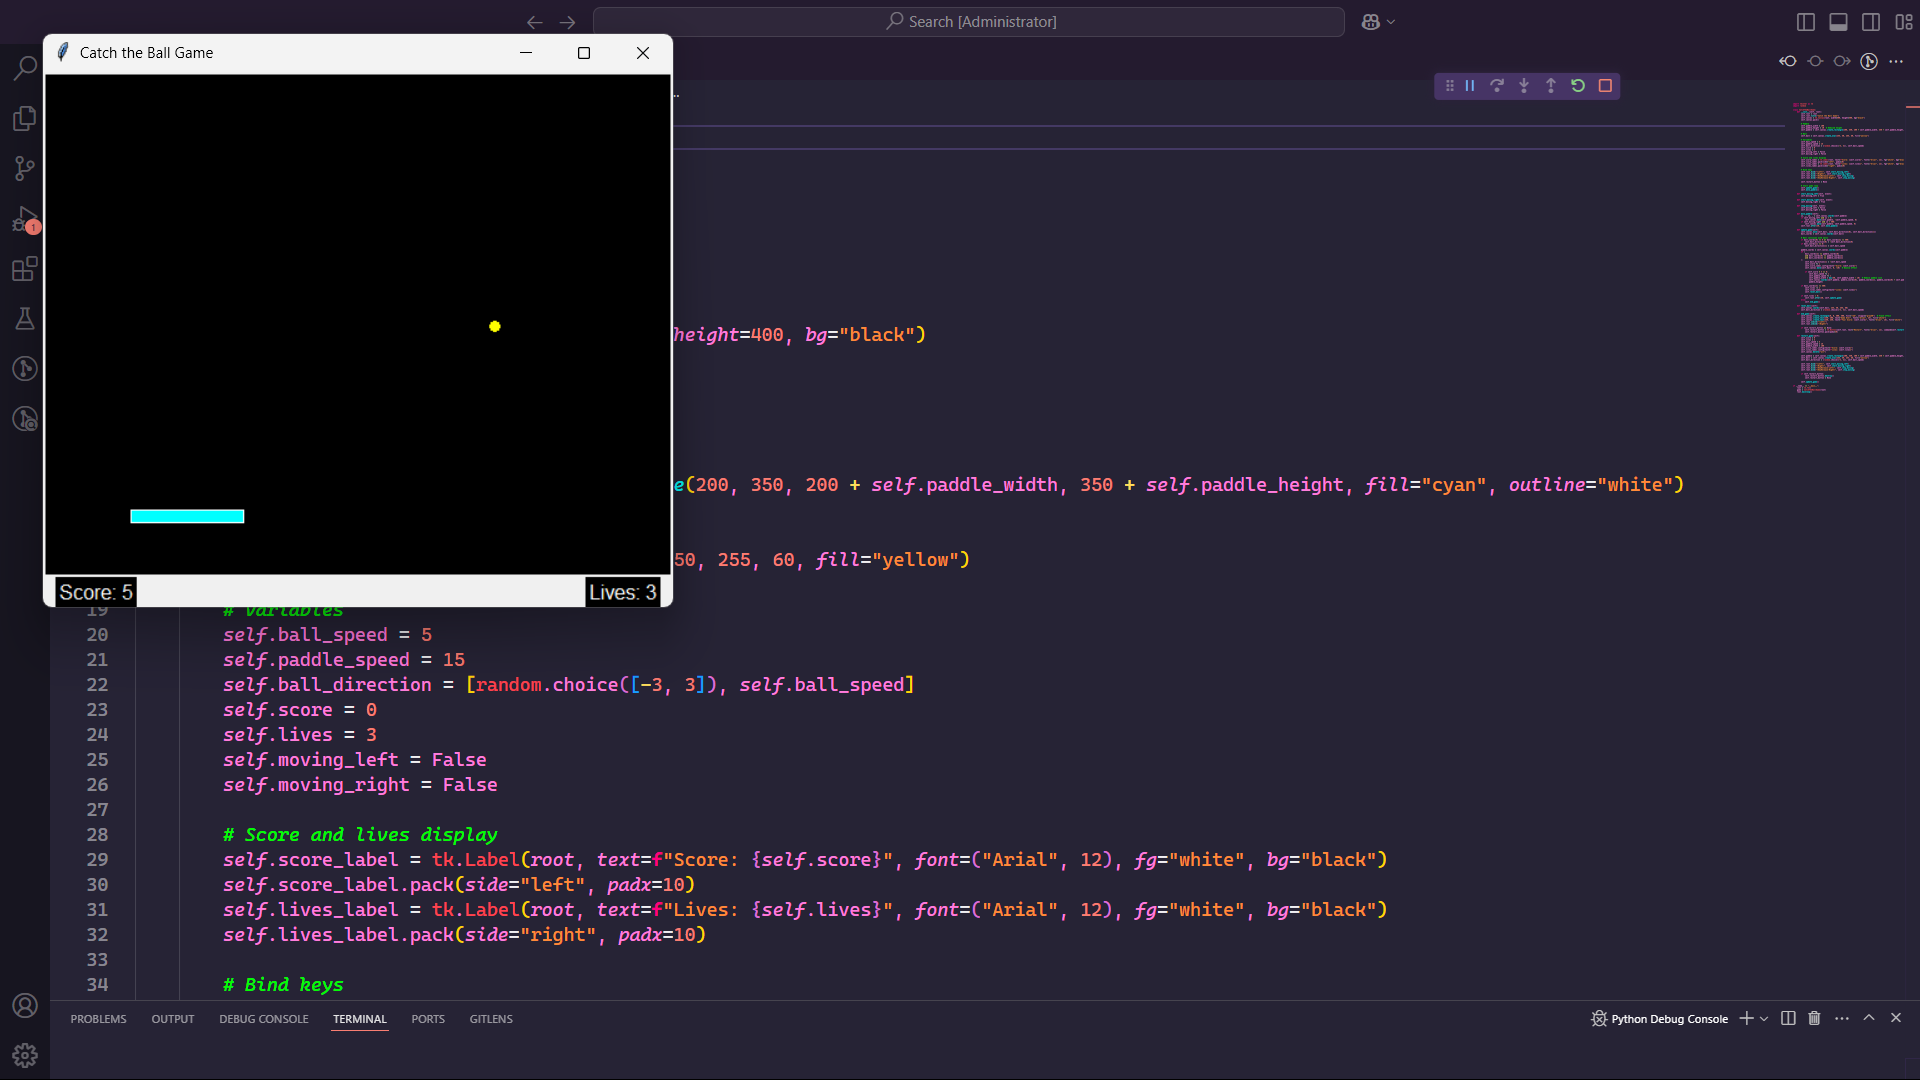 Search [Administrator]
Catch the Ball Game
...
height=400, bg="black")
e(200, 350, 200 + self.paddle_width, 350 + self.paddle_height, fill="cyan", outline="white")
50, 255, 60, fill="yellow")
Score: 5
Lives: 3
1
19 # Variables
20 self.ball_speed = 5
21 self.paddle_speed = 15
22 self.ball_direction = [random.choice([-3, 3]), self.ball_speed]
23 self.score = 0
24 self.lives = 3
25 self.moving_left = False
26 self.moving_right = False
27
28 # Score and lives display
29 self.score_label = tk.Label(root, text=f"Score: {self.score}", font=("Arial", 12), fg="white", bg="black")
30 self.score_label.pack(side="left", padx=10)
31 self.lives_label = tk.Label(root, text=f"Lives: {self.lives}", font=("Arial", 12), fg="white", bg="black")
32 self.lives_label.pack(side="right", padx=10)
33
34 # Bind keys
PROBLEMS OUTPUT DEBUG CONSOLE TERMINAL PORTS GITLENS
Python Debug Console